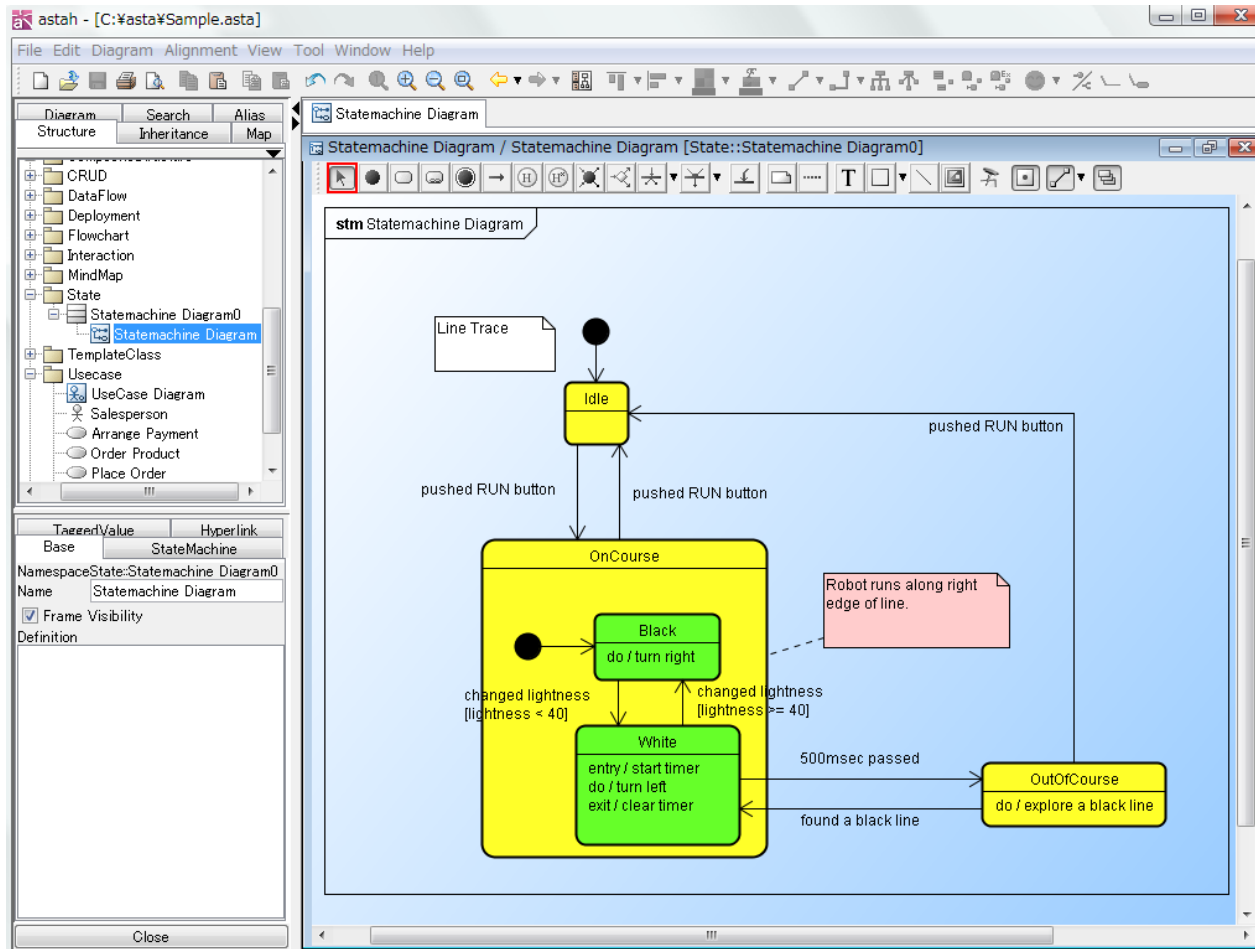 astah - [C:¥asta¥Sample.asta]
File Edit Diagram Alignment View Tool Window Help
Diagram Search Alias
Structure Inheritance Map
CRUD
DataFlow
Deployment
Flowchart
Interaction
MindMap
State
Statemachine Diagram0
Statemachine Diagram
TemplateClass
Usecase
UseCase Diagram
Salesperson
Arrange Payment
Order Product
Place Order
TaggedValue Hyperlink
Base StateMachine
NamespaceState::Statemachine Diagram0
Name Statemachine Diagram
Frame Visibility
Definition
Close
Statemachine Diagram
Statemachine Diagram / Statemachine Diagram [State::Statemachine Diagram0]
H H* T
stm Statemachine Diagram
Line Trace
Idle
pushed RUN button
pushed RUN button
pushed RUN button
OnCourse
Robot runs along right
edge of line.
Black
do / turn right
changed lightness
[lightness < 40]
changed lightness
[lightness >= 40]
White
entry / start timer
do / turn left
exit / clear timer
500msec passed
OutOfCourse
do / explore a black line
found a black line